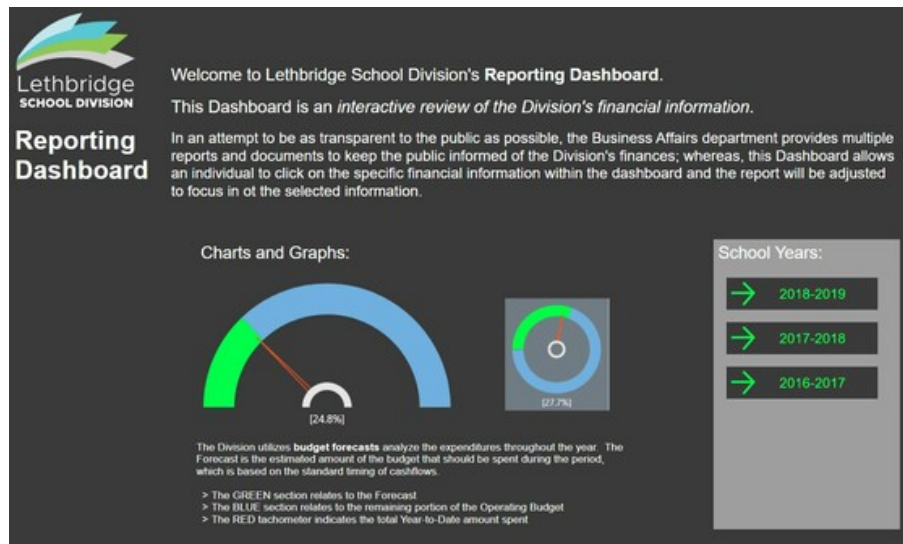 Lethbridge
SCHOOL DIVISION
Reporting
Dashboard
Welcome to Lethbridge School Division's Reporting Dashboard.
This Dashboard is an interactive review of the Division's financial information.
In an attempt to be as transparent to the public as possible, the Business Affairs department provides multiple
reports and documents to keep the public informed of the Division's finances; whereas, this Dashboard allows
an individual to click on the specific financial information within the dashboard and the report will be adjusted
to focus in ot the selected information.
Charts and Graphs:
[24.8%]
[27.7%]
The Division utilizes budget forecasts analyze the expenditures throughout the year. The
Forecast is the estimated amount of the budget that should be spent during the period,
which is based on the standard timing of cashflows.
> The GREEN section relates to the Forecast
> The BLUE section relates to the remaining portion of the Operating Budget
> The RED tachometer indicates the total Year-to-Date amount spent
School Years:
2018-2019
2017-2018
2016-2017